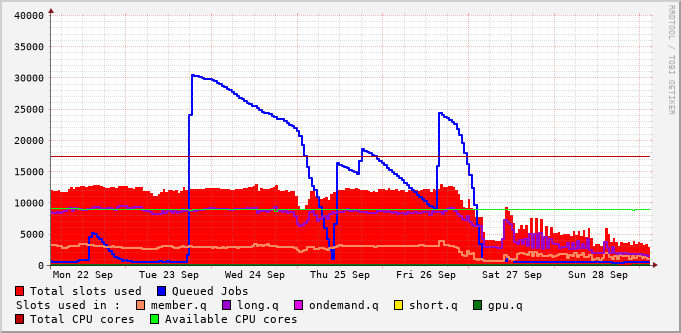 40000
35000
30000
25000
20000
15000
10000
5000
0
Mon 22 Sep Tue 23 Sep Wed 24 Sep Thu 25 Sep Fri 26 Sep Sat 27 Sep Sun 28 Sep
RRDTOOL / TOBI OETIKER
Total slots used Queued Jobs
Slots used in : member.q long.q ondemand.q short.q gpu.q
Total CPU cores Available CPU cores